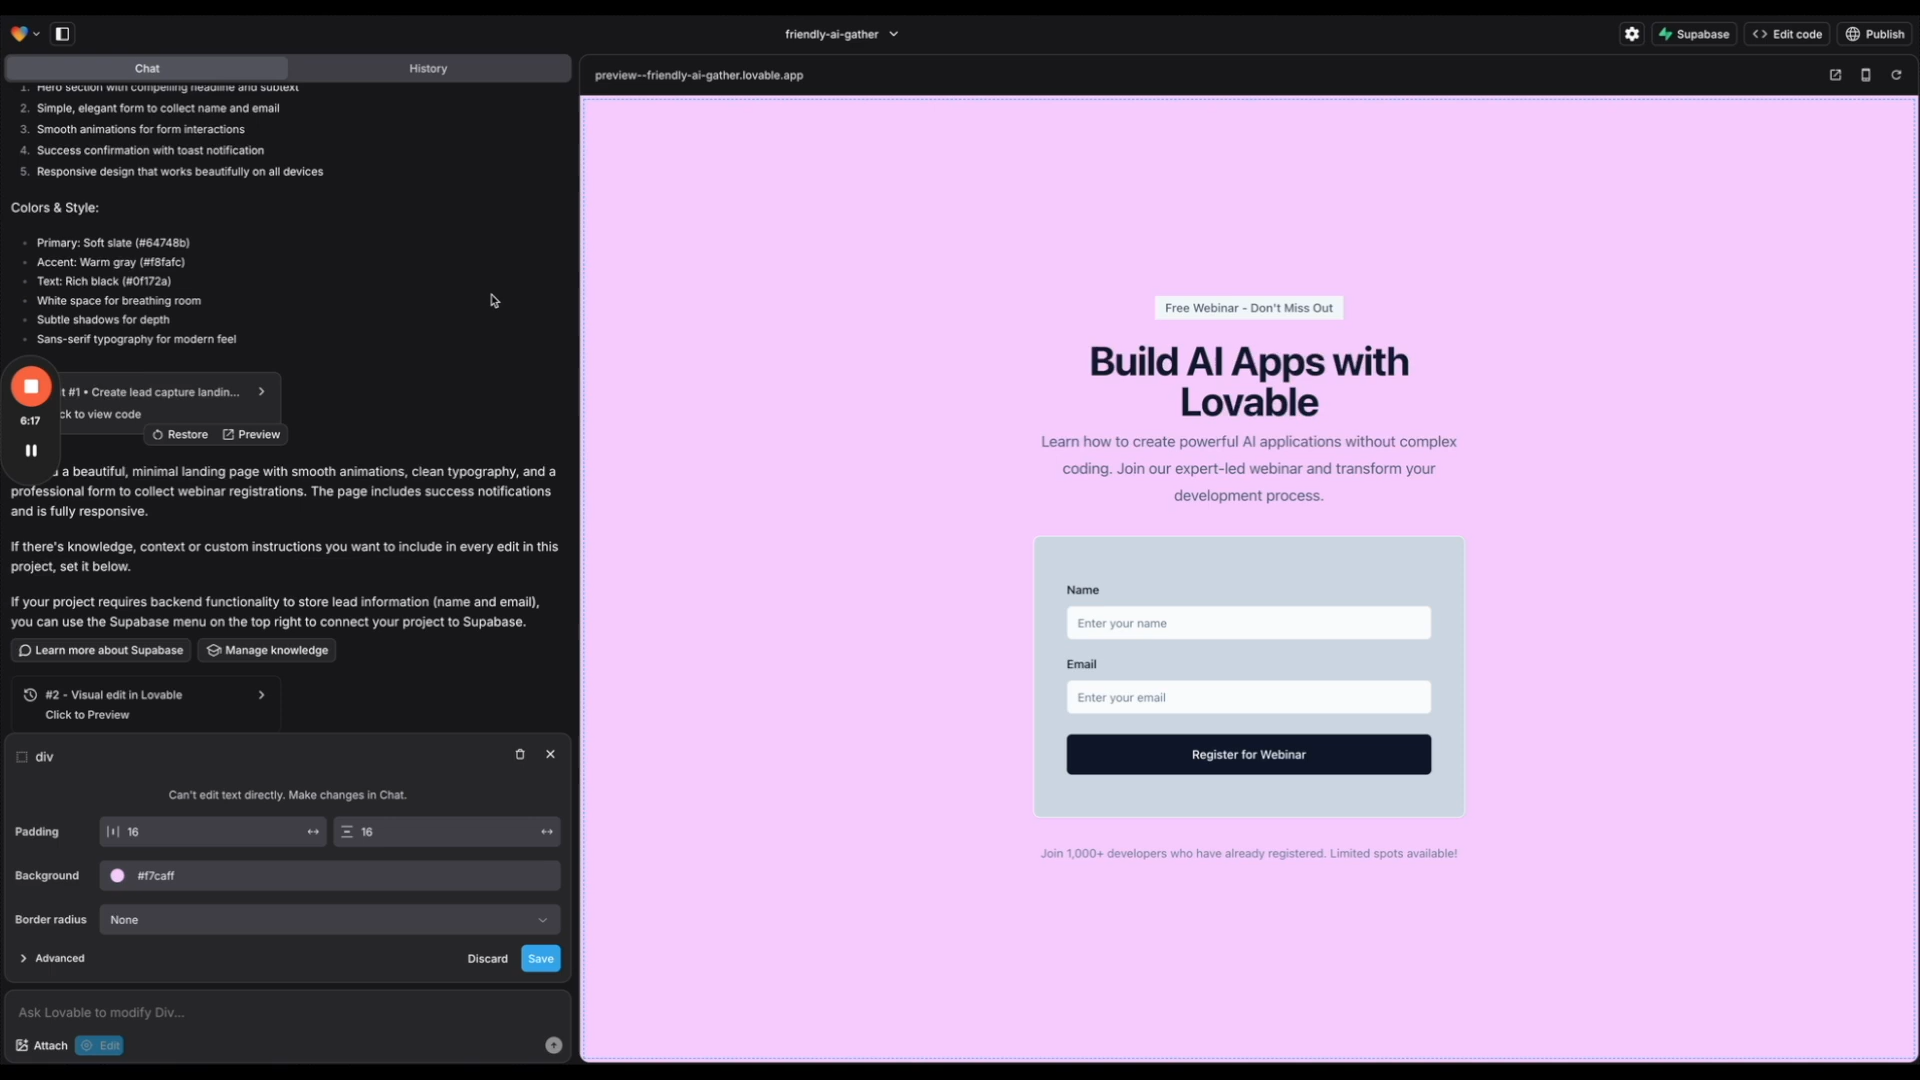 friendly-ai-gather
Supabase
Edit code
Publish
Chat
History
preview--friendly-ai-gather.lovable.app
1. Hero section with compelling headline and subtext
2. Simple, elegant form to collect name and email
3. Smooth animations for form interactions
4. Success confirmation with toast notification
5. Responsive design that works beautifully on all devices
Colors & Style:
Primary: Soft slate (#64748b)
Accent: Warm gray (#f8fafc)
Text: Rich black (#0f172a)
White space for breathing room
Subtle shadows for depth
Sans-serif typography for modern feel
#1 • Create lead capture landin...
to view code
Restore
Preview
6:17
a beautiful, minimal landing page with smooth animations, clean typography, and a
professional form to collect webinar registrations. The page includes success notifications
and is fully responsive.
If there's knowledge, context or custom instructions you want to include in every edit in this
project, set it below.
If your project requires backend functionality to store lead information (name and email),
you can use the Supabase menu on the top right to connect your project to Supabase.
Learn more about Supabase
Manage knowledge
#2 - Visual edit in Lovable
Click to Preview
div
Can't edit text directly. Make changes in Chat.
Padding
16
16
Background
#f7caff
Border radius
None
Advanced
Discard
Save
Ask Lovable to modify Div...
Attach
Edit
Free Webinar - Don't Miss Out
Build AI Apps with
Lovable
Learn how to create powerful AI applications without complex
coding. Join our expert-led webinar and transform your
development process.
Name
Enter your name
Email
Enter your email
Register for Webinar
Join 1,000+ developers who have already registered. Limited spots available!